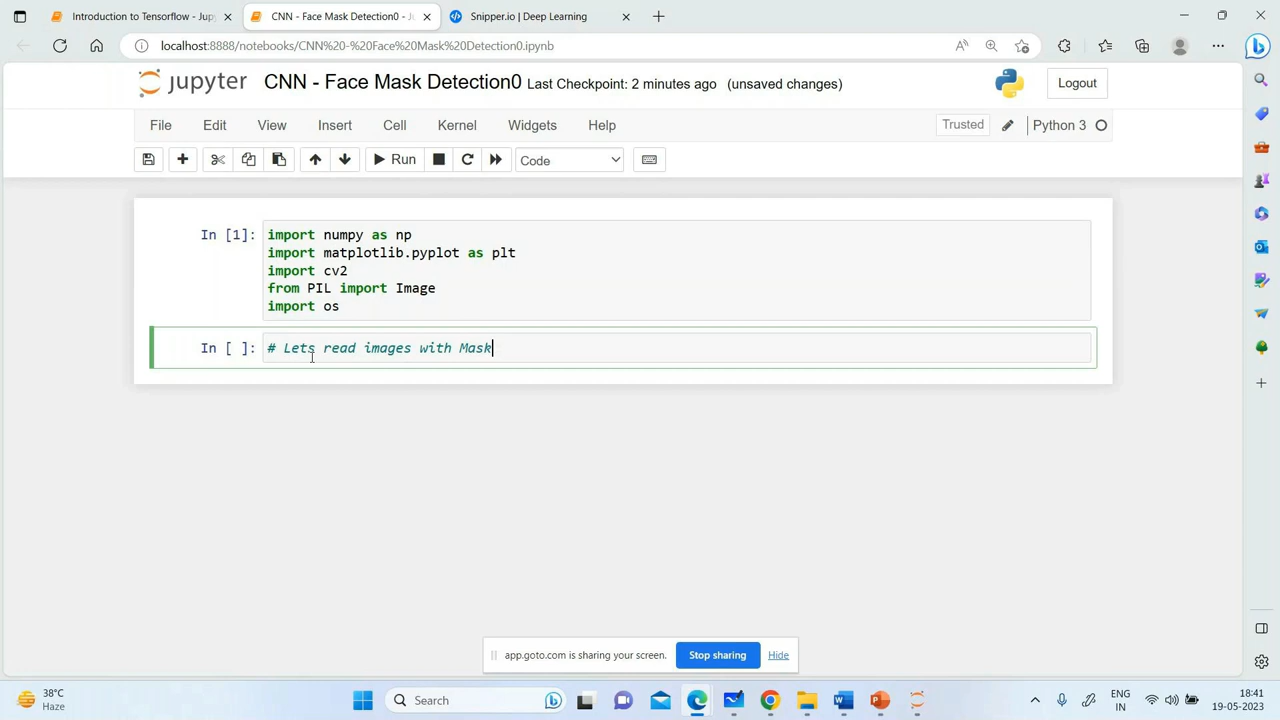 Introduction to Tensorflow - Jup
CNN - Face Mask Detection0 - J
Snipper.io | Deep Learning
localhost:8888/notebooks/CNN%20-%20Face%20Mask%20Detection0.ipynb
jupyter CNN - Face Mask Detection0 Last Checkpoint: 2 minutes ago (unsaved changes)
Logout
File Edit View Insert Cell Kernel Widgets Help
Trusted
Python 3
Run
Code
In [1]: import numpy as np
import matplotlib.pyplot as plt
import cv2
from PIL import Image
import os
In [ ]: # Lets read images with Mask
app.goto.com is sharing your screen. Stop sharing Hide
38°C
Haze
Search
ENG
IN
18:41
19-05-2023